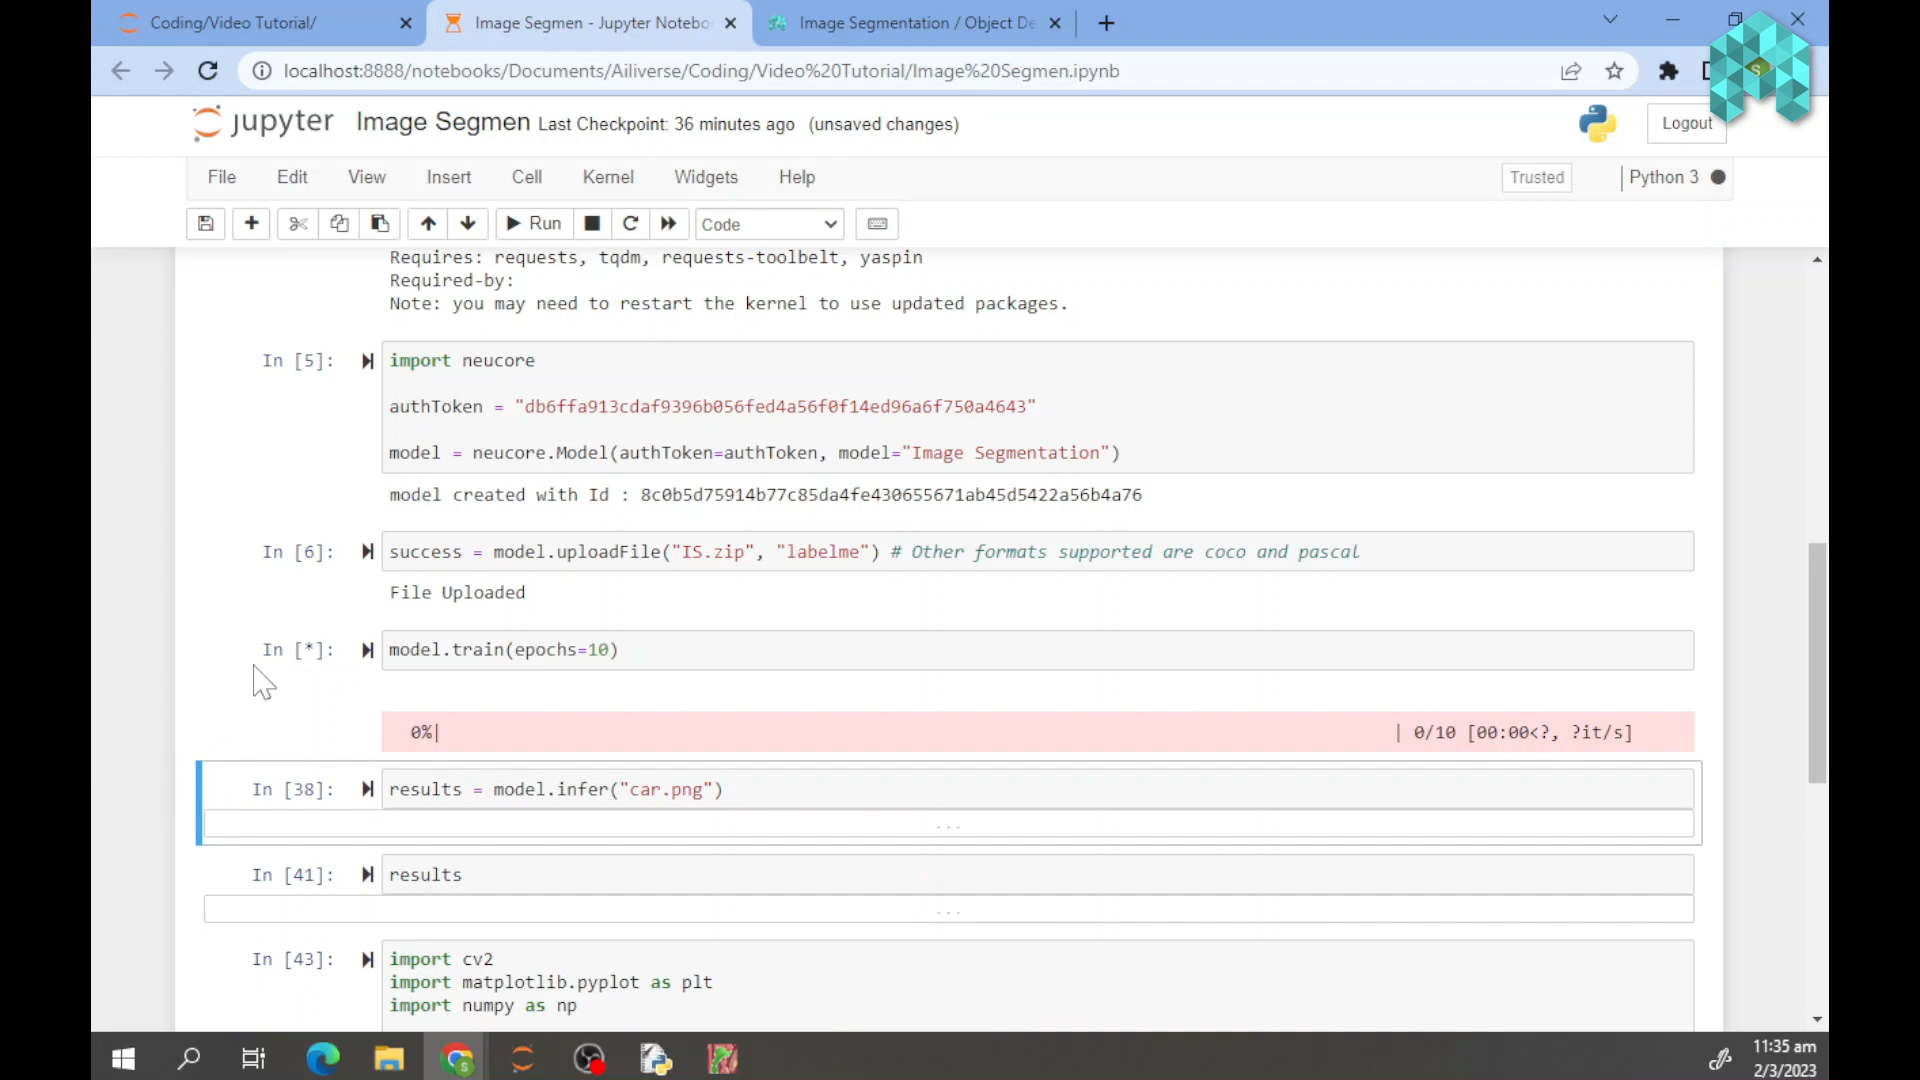 Coding/Video Tutorial/
Image Segmen - Jupyter Notebo
Image Segmentation / Object De
localhost:8888/notebooks/Documents/Ailiverse/Coding/Video%20Tutorial/Image%20Segmen.ipynb
S
jupyter Image Segmen Last Checkpoint: 36 minutes ago (unsaved changes)
Logout
File Edit View Insert Cell Kernel Widgets Help
Trusted
Python 3
Run
Code
Requires: requests, tqdm, requests-toolbelt, yaspin
Required-by:
Note: you may need to restart the kernel to use updated packages.
In [5]:
import neucore
authToken = "db6ffa913cdaf9396b056fed4a56f0f14ed96a6f750a4643"
model = neucore.Model(authToken=authToken, model="Image Segmentation")
model created with Id : 8c0b5d75914b77c85da4fe430655671ab45d5422a56b4a76
In [6]:
success = model.uploadFile("IS.zip", "labelme") # Other formats supported are coco and pascal
File Uploaded
In [*]:
model.train(epochs=10)
0%| | 0/10 [00:00<?, ?it/s]
In [38]:
results = model.infer("car.png")
...
In [41]:
results
...
In [43]:
import cv2
import matplotlib.pyplot as plt
import numpy as np
S
11:35 am
2/3/2023